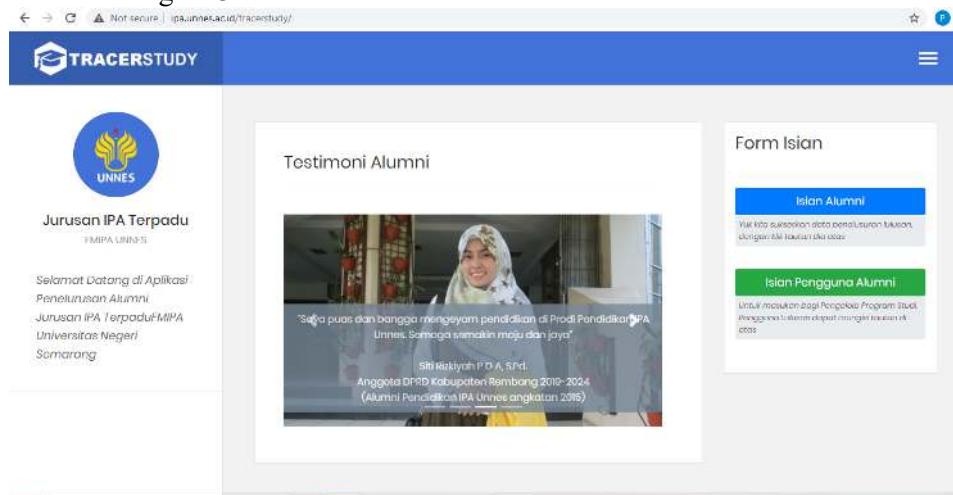 Not secure | ipa.unnes.ac.id/tracerstudy/
TRACERSTUDY
UNNES
Jurusan IPA Terpadu
FMIPA UNNES
Selamat Datang di Aplikasi
Penelurusan Alumni
Jurusan IPA TerpaduFMIPA
Universitas Negeri
Semarang
Testimoni Alumni
"Saya puas dan bangga mengeyam pendidikan di Prodi Pendidikan IPA
Unnes. Semoga semakin maju dan jaya"
Siti Rizkiyah P D A, S.Pd.
Anggota DPRD Kabupaten Rembang 2019-2024
(Alumni Pendidikan IPA Unnes angkatan 2015)
Form Isian
Isian Alumni
Yuk kita sukseskan data penelusuran lulusan,
dengan klik tautan dia atas
Isian Pengguna Alumni
Untuk masukan bagi Pengelola Program Studi,
Pengguna Lulusan dapat mengisi tautan di
atas